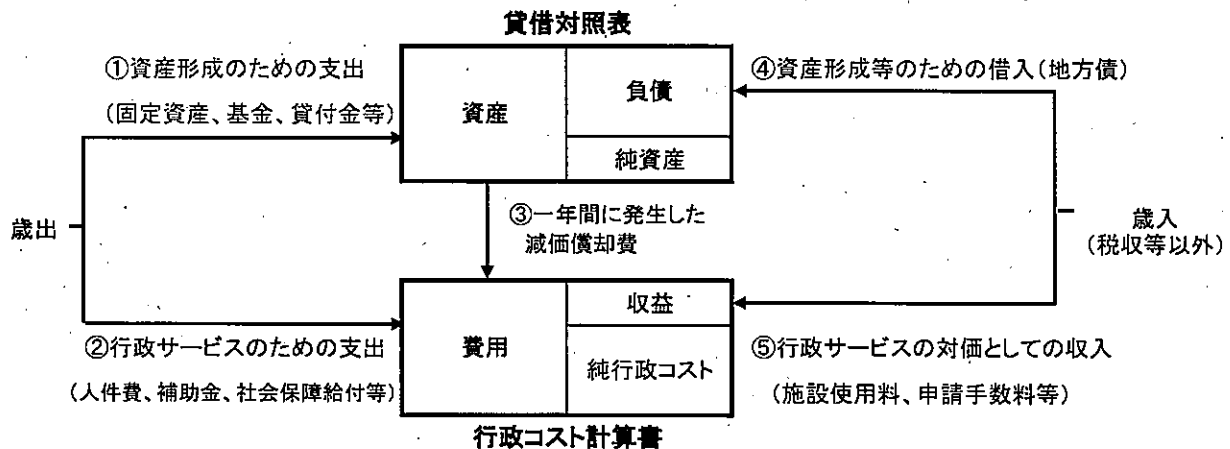 貸借対照表
①資産形成のための支出
(固定資産、基金、貸付金等)
資産
負債
純資産
④資産形成等のための借入(地方債)
歳出
③一年間に発生した
減価償却費
歳入
(税収等以外)
②行政サービスのための支出
(人件費、補助金、社会保障給付等)
費用
収益
純行政コスト
⑤行政サービスの対価としての収入
(施設使用料、申請手数料等)
行政コスト計算書